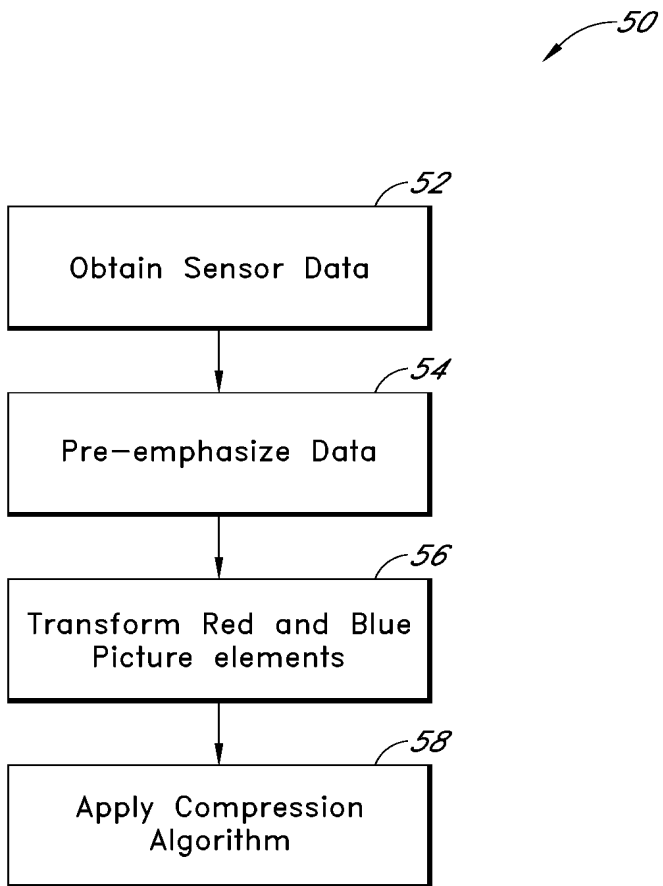 50
52
Obtain Sensor Data
54
Pre-emphasize Data
56
Transform Red and Blue
Picture elements
58
Apply Compression
Algorithm